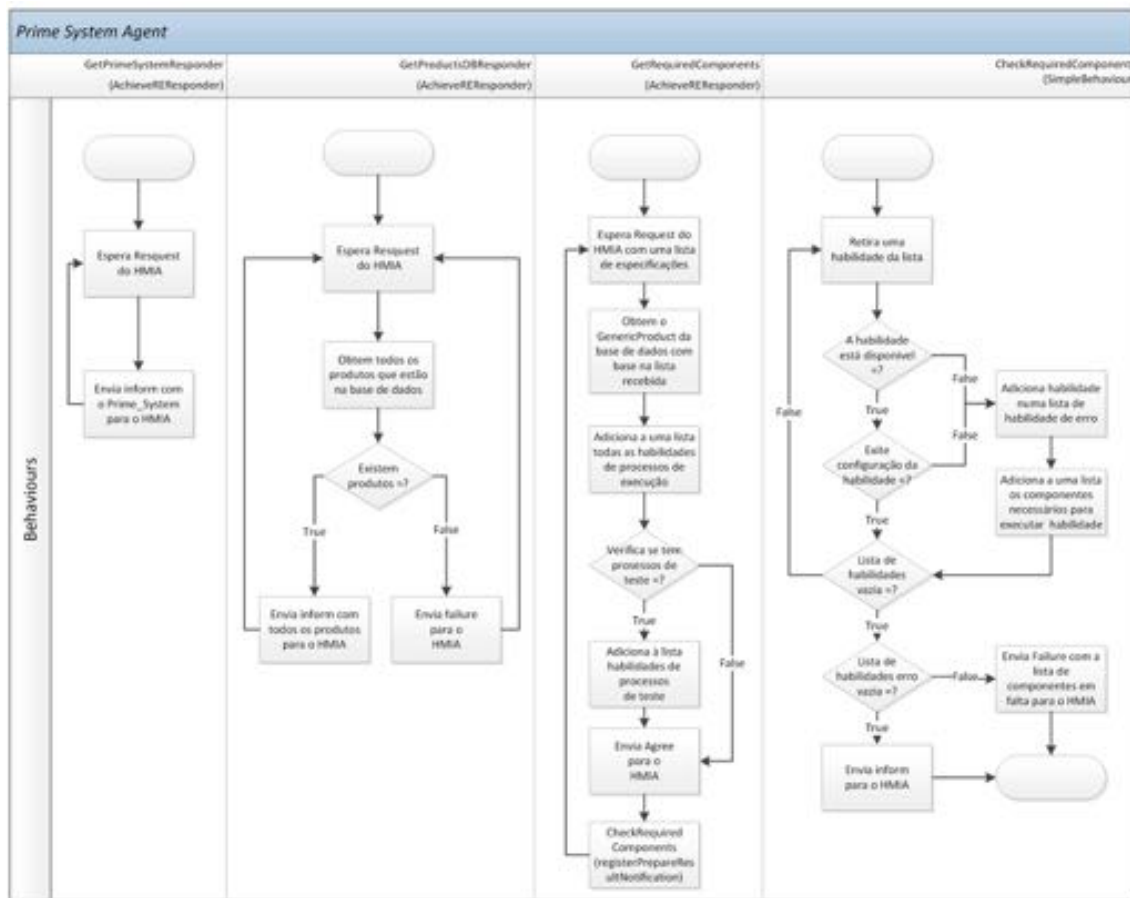 Prime System Agent
GetPrimeSystemResponder
(AchieveREResponder)
GetProductsDBResponder
(AchieveREResponder)
GetRequiredComponents
(AchieveREResponder)
CheckRequiredComponent
(SimpleBehaviour
Behaviours
Espera Resquest
do HMIA
Envia inform com
o Prime_System
para o HMIA
Espera Resquest
do HMIA
Obtem todos os
produtos que estão
na base de dados
Existem
produtos =?
True
False
Envia inform com
todos os produtos
para o HMIA
Envia failure
para o
HMIA
Espera Request do
HMIA com uma lista
de especificações
Obtem o
GenericProduct da
base de dados com
base na lista
recebida
Adiciona a uma lista
todas as habilidades
de processos de
execução
Verifica se tem
prosessos de
teste =?
True
False
Adiciona à lista
habilidades de
processos
de teste
Envia Agree
para o
HMIA
CheckRequired
Components
(registerPrepareRes
ultNotification)
Retira uma
habilidade da lista
A habilidade
está disponivel
=?
False
True
False
False
Exite
configuração da
habilidade =?
True
Adiciona habilidade
numa lista de
habilidade de erro
Adiciona a uma lista
os componentes
necessários para
executar habilidade
Lista de
habilidades
vazia =?
True
Lista de
habilidades erro
vazia =?
False
True
Envia Failure com a
lista de
componentes em
falta para o HMIA
Envia inform
para o HMIA